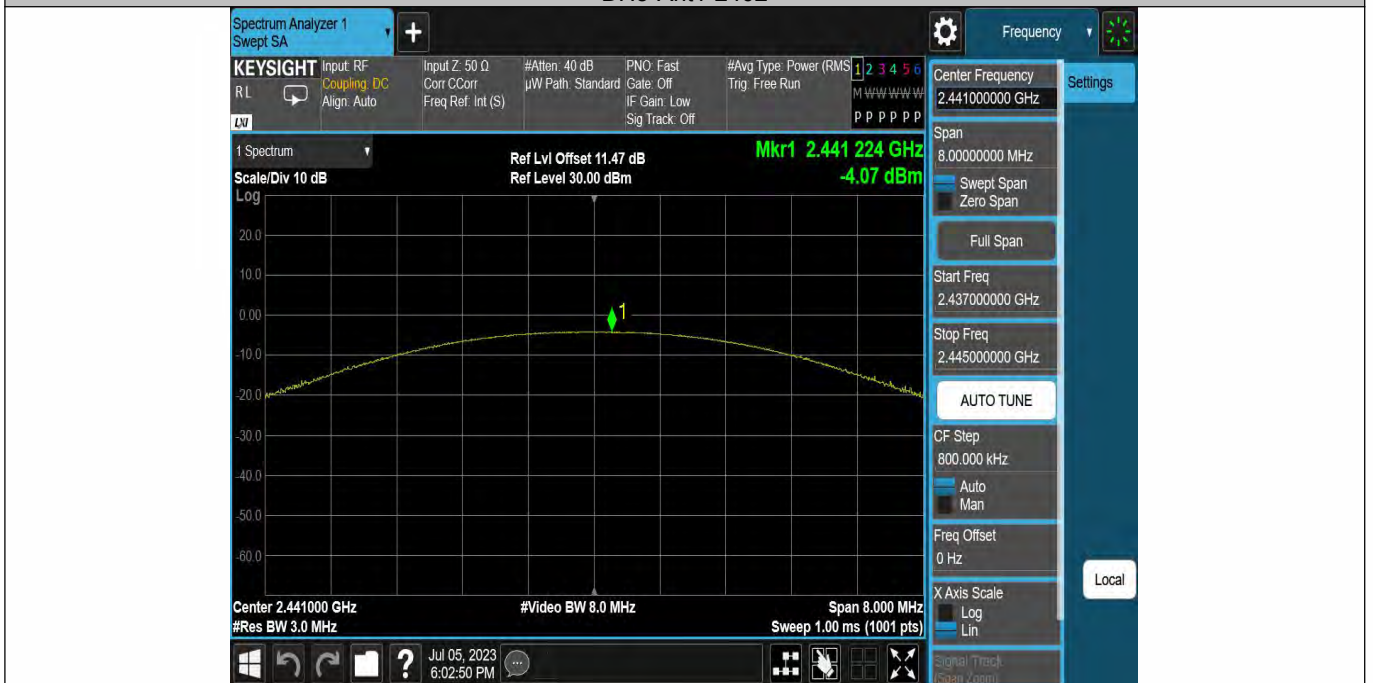 Spectrum Analyzer 1
Swept SA
Frequency
KEYSIGHT
RL
LXI
Input: RF
Coupling: DC
Align: Auto
Input Z: 50 Ω
Corr CCorr
Freq Ref: Int (S)
#Atten: 40 dB
µW Path: Standard
PNO: Fast
Gate: Off
IF Gain: Low
Sig Track: Off
#Avg Type: Power (RMS
Trig: Free Run
1 2 3 4 5 6
M W W W W W
P P P P P P
1 Spectrum
Scale/Div 10 dB
Log
Ref Lvl Offset 11.47 dB
Ref Level 30.00 dBm
Mkr1 2.441 224 GHz
-4.07 dBm
20.0
10.0
0.00
-10.0
-20.0
-30.0
-40.0
-50.0
-60.0
1
Center 2.441000 GHz
#Res BW 3.0 MHz
#Video BW 8.0 MHz
Span 8.000 MHz
Sweep 1.00 ms (1001 pts)
Center Frequency
2.441000000 GHz
Settings
Span
8.00000000 MHz
Swept Span
Zero Span
Full Span
Start Freq
2.437000000 GHz
Stop Freq
2.445000000 GHz
AUTO TUNE
CF Step
800.000 kHz
Auto
Man
Freq Offset
0 Hz
X Axis Scale
Log
Lin
Signal Track
(Span Zoom)
Local
?
Jul 05, 2023
6:02:50 PM